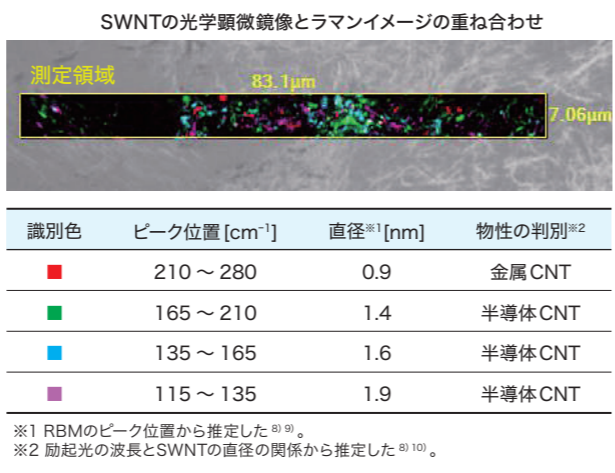 SWNTの光学顕微鏡像とラマンイメージの重ね合わせ
測定領域
83.1μm
7.06μm
識別色 ピーク位置[cm⁻¹] 直径※1[nm] 物性の判別※2
210～280 0.9 金属CNT
165～210 1.4 半導体CNT
135～165 1.6 半導体CNT
115～135 1.9 半導体CNT
※1 RBMのピーク位置から推定した 8) 9)。
※2 励起光の波長とSWNTの直径の関係から推定した 8) 10)。